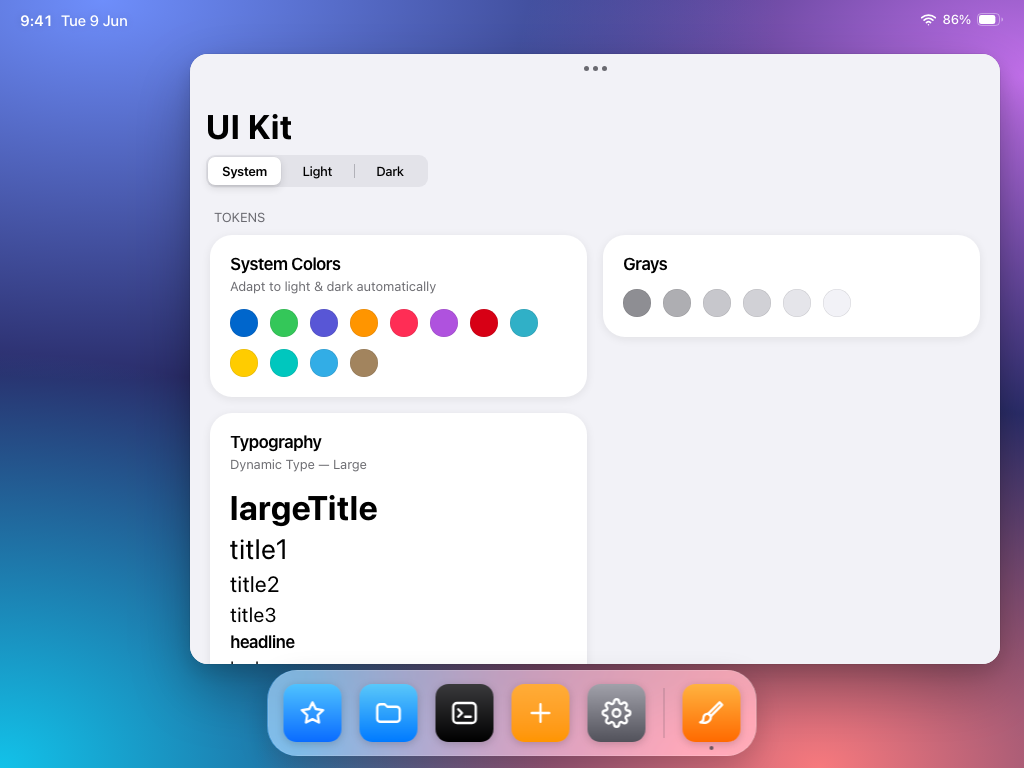 9:41 Tue 9 Jun
86%
UI Kit
System Light Dark
TOKENS
System Colors
Adapt to light & dark automatically
Grays
Typography
Dynamic Type — Large
largeTitle
title1
title2
title3
headline